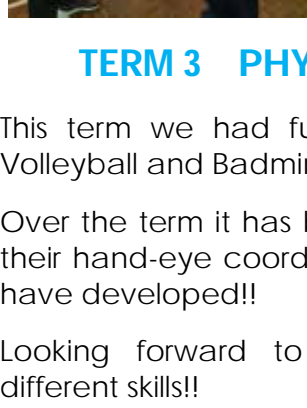 TERM 3 PHY
This term we had fu
Volleyball and Badmi
Over the term it has
their hand-eye coord
have developed!!
Looking forward to
different skills!!